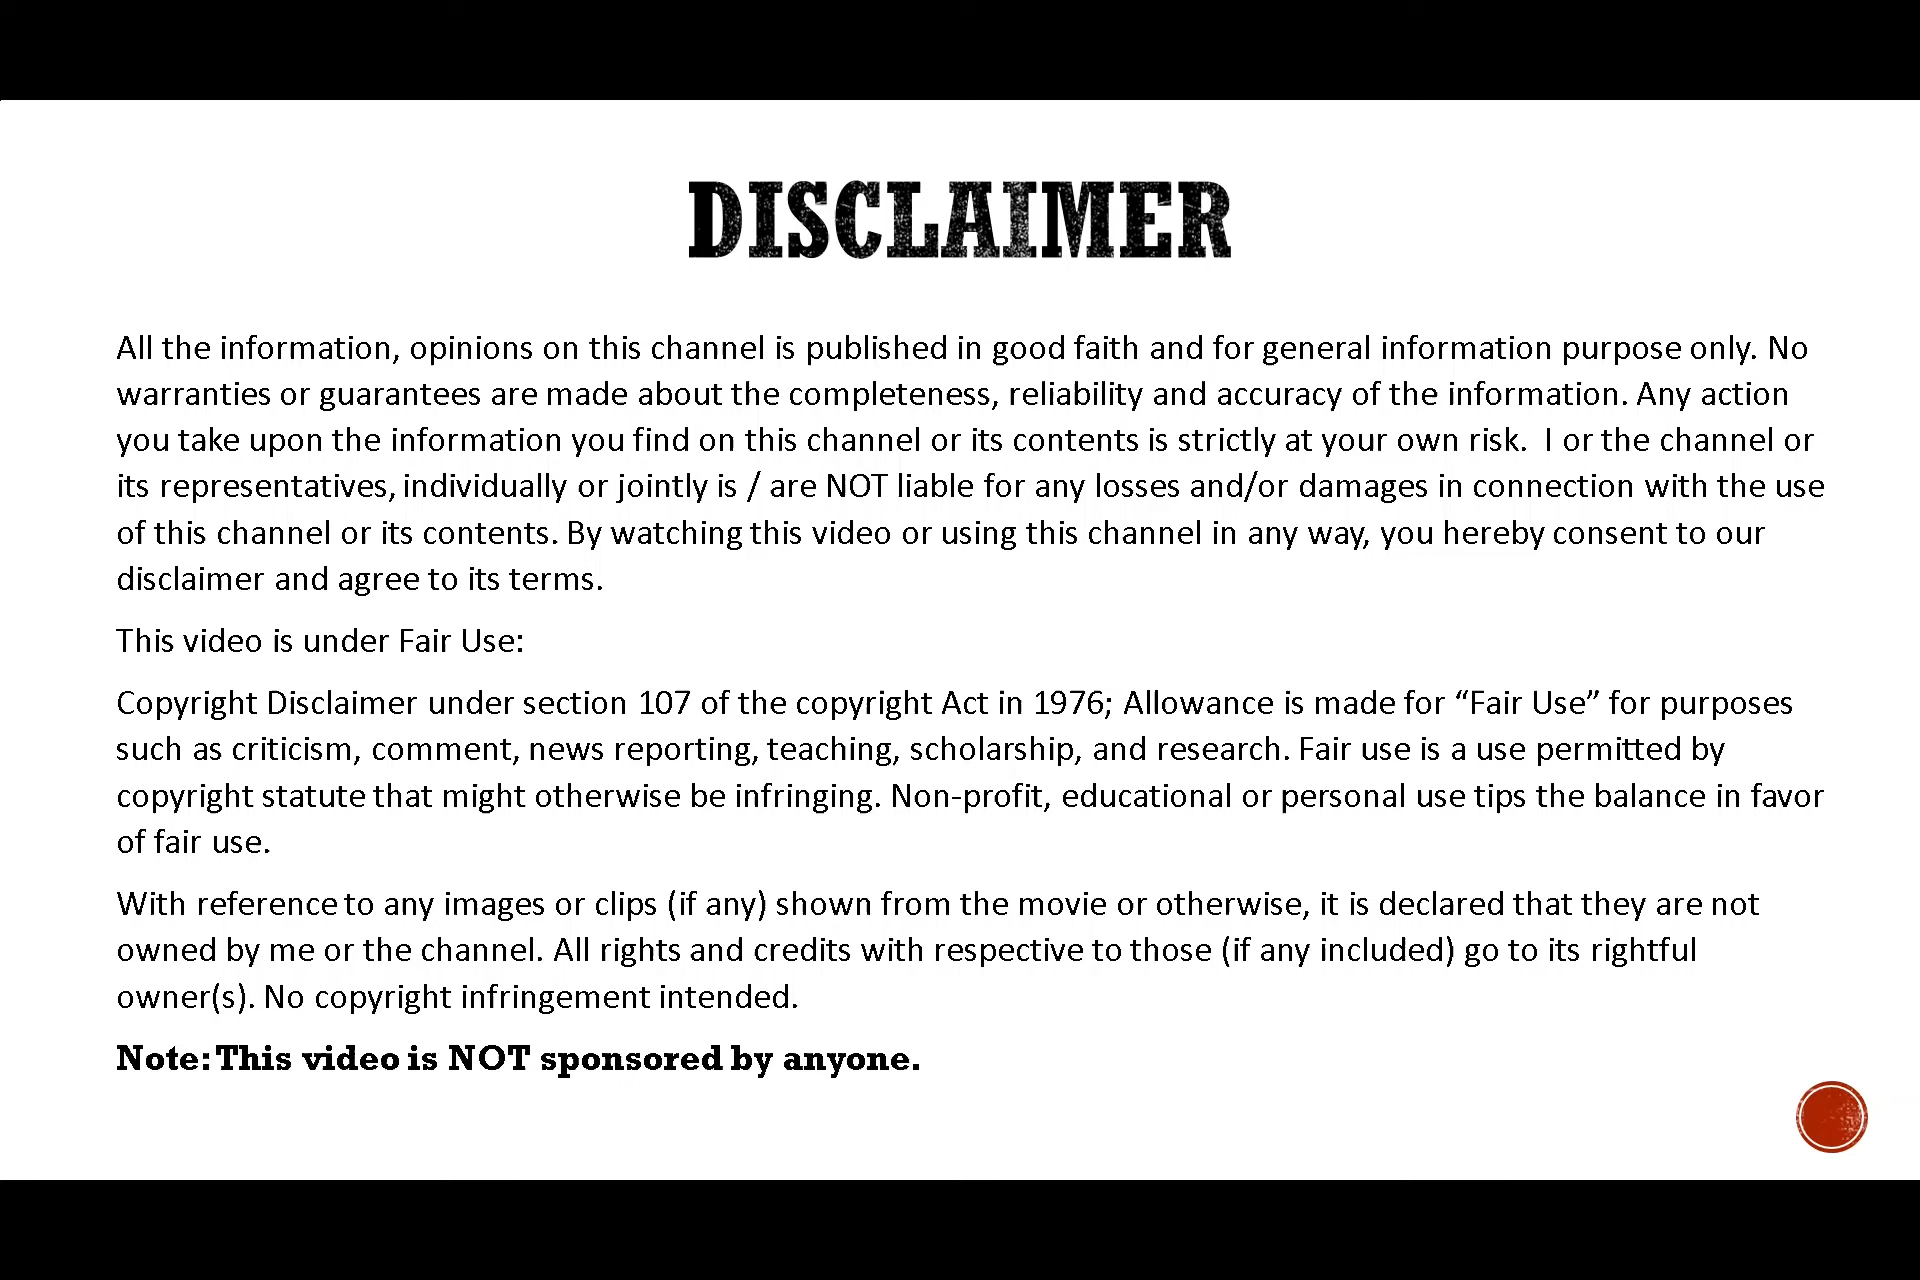 DISCLAIMER
All the information, opinions on this channel is published in good faith and for general information purpose only. No
warranties or guarantees are made about the completeness, reliability and accuracy of the information. Any action
you take upon the information you find on this channel or its contents is strictly at your own risk.  I or the channel or
its representatives, individually or jointly is / are NOT liable for any losses and/or damages in connection with the use
of this channel or its contents. By watching this video or using this channel in any way, you hereby consent to our
disclaimer and agree to its terms.
This video is under Fair Use:
Copyright Disclaimer under section 107 of the copyright Act in 1976; Allowance is made for “Fair Use” for purposes
such as criticism, comment, news reporting, teaching, scholarship, and research. Fair use is a use permitted by
copyright statute that might otherwise be infringing. Non-profit, educational or personal use tips the balance in favor
of fair use.
With reference to any images or clips (if any) shown from the movie or otherwise, it is declared that they are not
owned by me or the channel. All rights and credits with respective to those (if any included) go to its rightful
owner(s). No copyright infringement intended.
Note: This video is NOT sponsored by anyone.